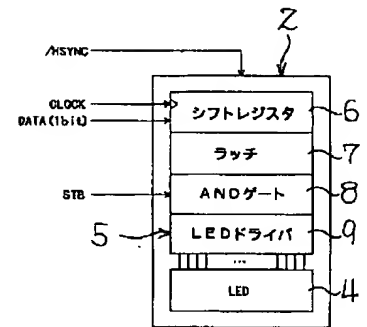 /HSYNC
2
CLOCK
シフトレジスタ
6
DATA(1bit)
ラッチ
7
STB
ANDゲート
8
5
LEDドライバ
9
…
LED
4